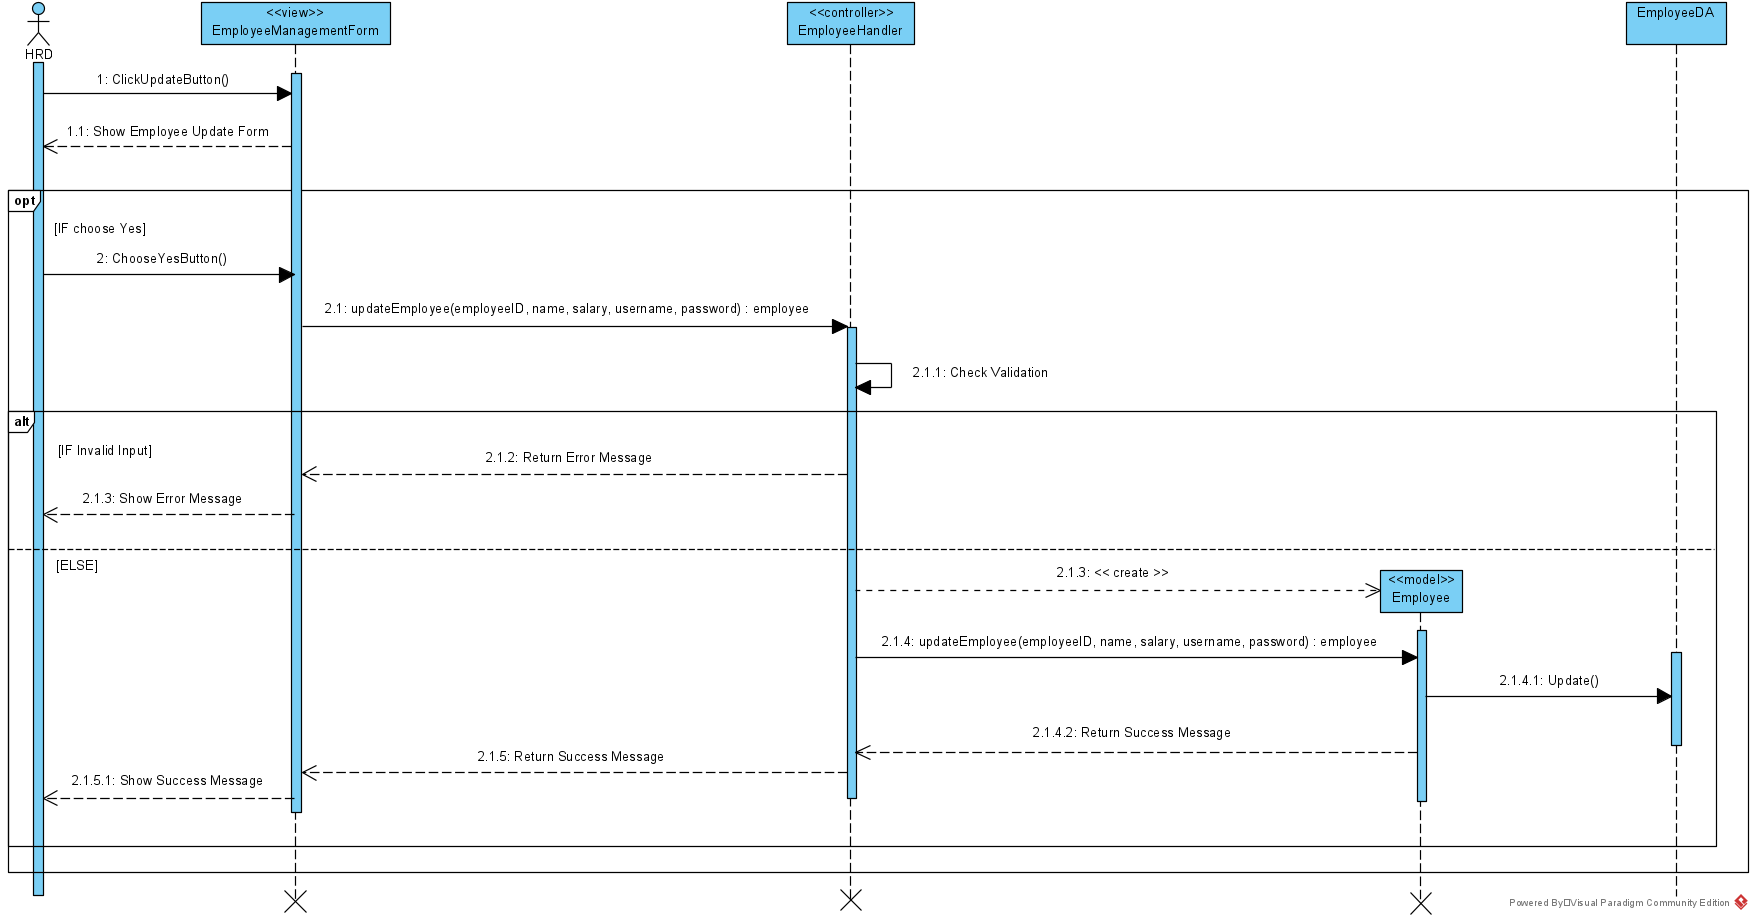 <<view>>
EmployeeManagementForm
<<controller>>
EmployeeHandler
EmployeeDA
HRD
1: ClickUpdateButton()
1.1: Show Employee Update Form
opt
[IF choose Yes]
2: ChooseYesButton()
2.1: updateEmployee(employeeID, name, salary, username, password) : employee
2.1.1: Check Validation
alt
[IF Invalid Input]
2.1.2: Return Error Message
2.1.3: Show Error Message
[ELSE]
2.1.3: << create >>
<<model>>
Employee
2.1.4: updateEmployee(employeeID, name, salary, username, password) : employee
2.1.4.1: Update()
2.1.4.2: Return Success Message
2.1.5: Return Success Message
2.1.5.1: Show Success Message
Powered By Visual Paradigm Community Edition